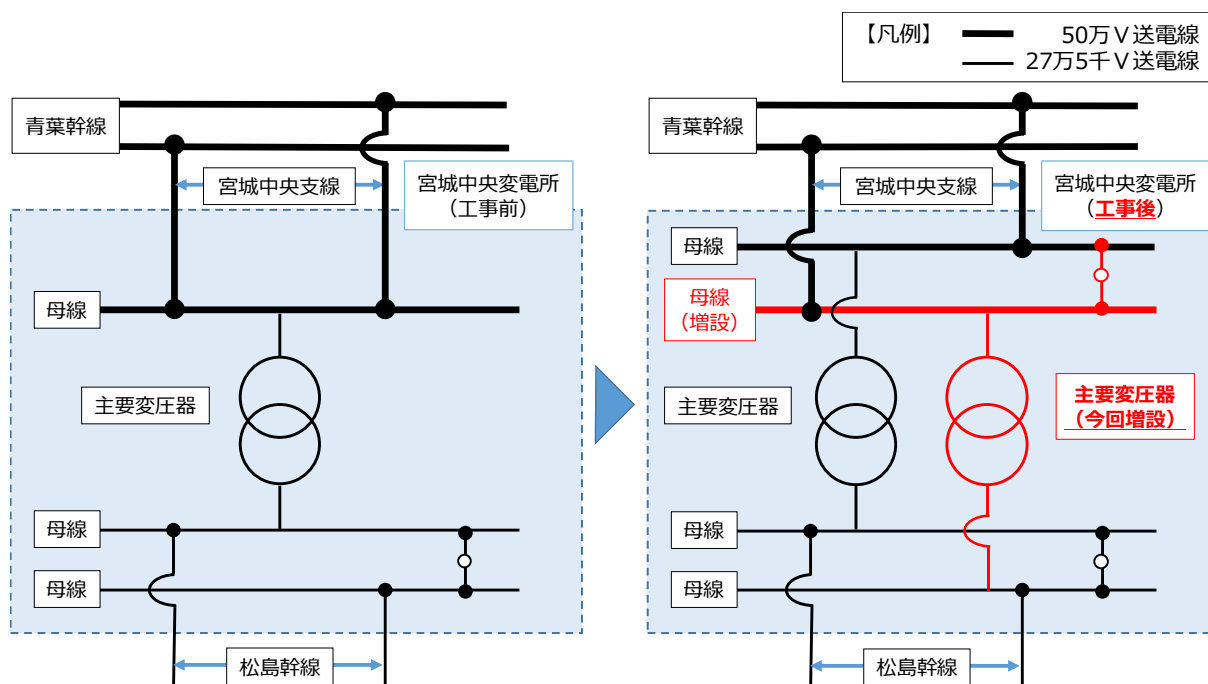 【凡例】
50万V送電線
27万5千V送電線
青葉幹線
宮城中央支線
宮城中央変電所
（工事前）
母線
主要変圧器
母線
母線
松島幹線
青葉幹線
宮城中央支線
宮城中央変電所
（工事後）
母線
母線
（増設）
主要変圧器
主要変圧器
（今回増設）
母線
母線
松島幹線